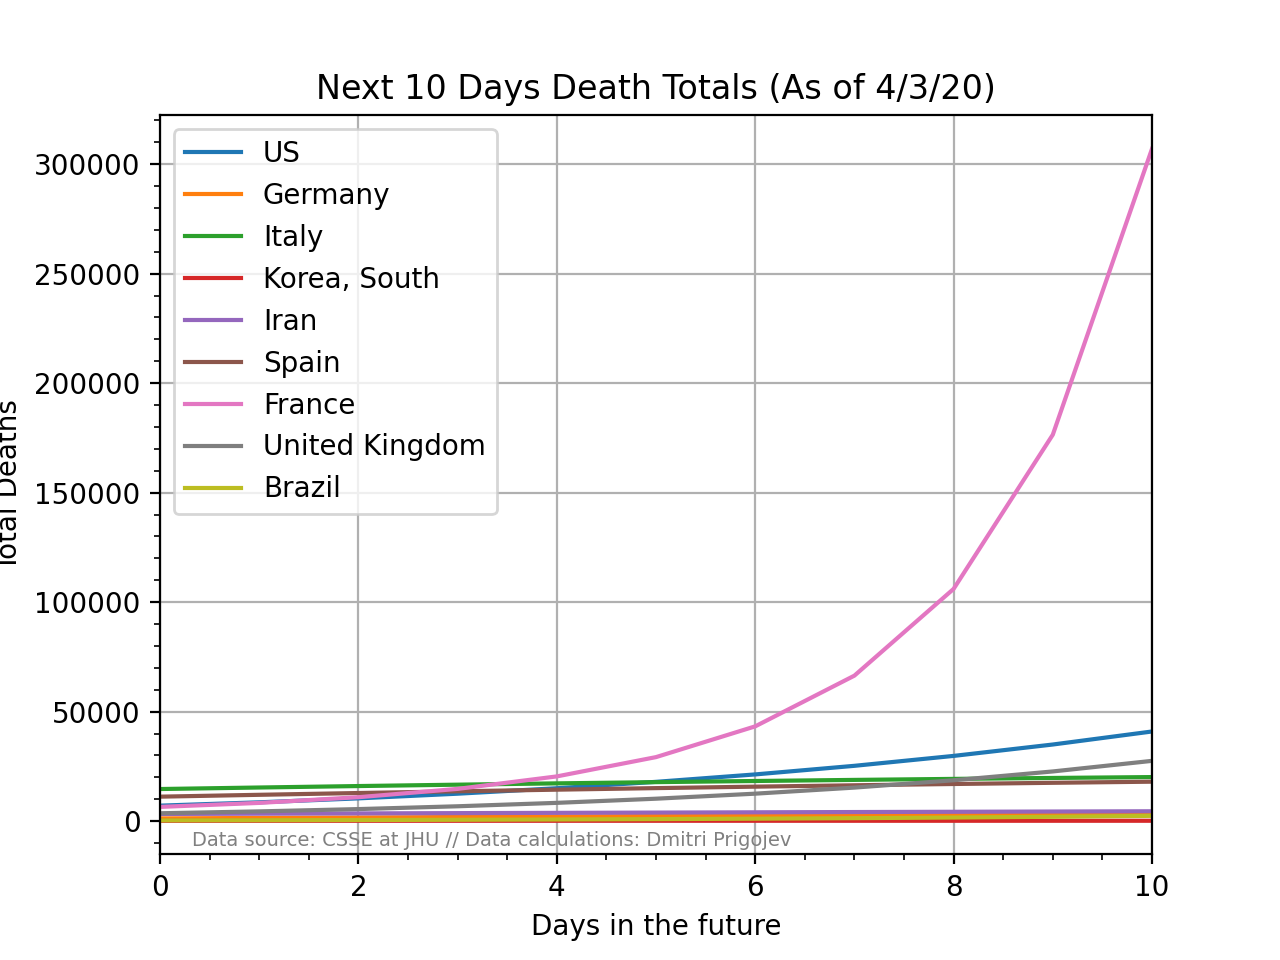 Next 10 Days Death Totals (As of 4/3/20)
300000
250000
200000
150000
100000
50000
0
Total Deaths
US
Germany
Italy
Korea, South
Iran
Spain
France
United Kingdom
Brazil
Data source: CSSE at JHU // Data calculations: Dmitri Prigojev
0 2 4 6 8 10
Days in the future